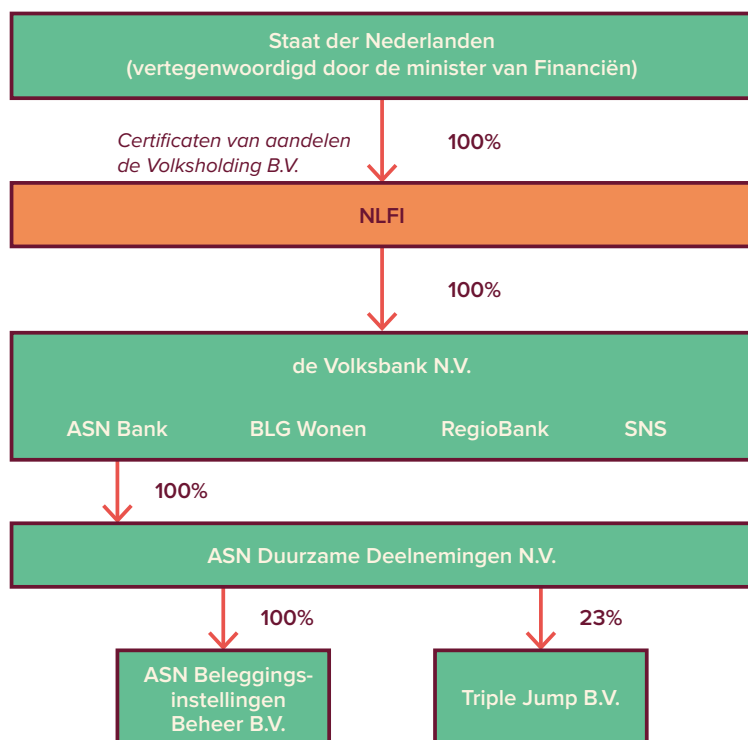 Staat der Nederlanden
(vertegenwoordigd door de minister van Financiën)
Certificaten van aandelen
de Volksholding B.V.
100%
NLFI
100%
de Volksbank N.V.
ASN Bank BLG Wonen RegioBank SNS
100%
ASN Duurzame Deelnemingen N.V.
100% 23%
ASN Beleggings-
instellingen
Beheer B.V.
Triple Jump B.V.